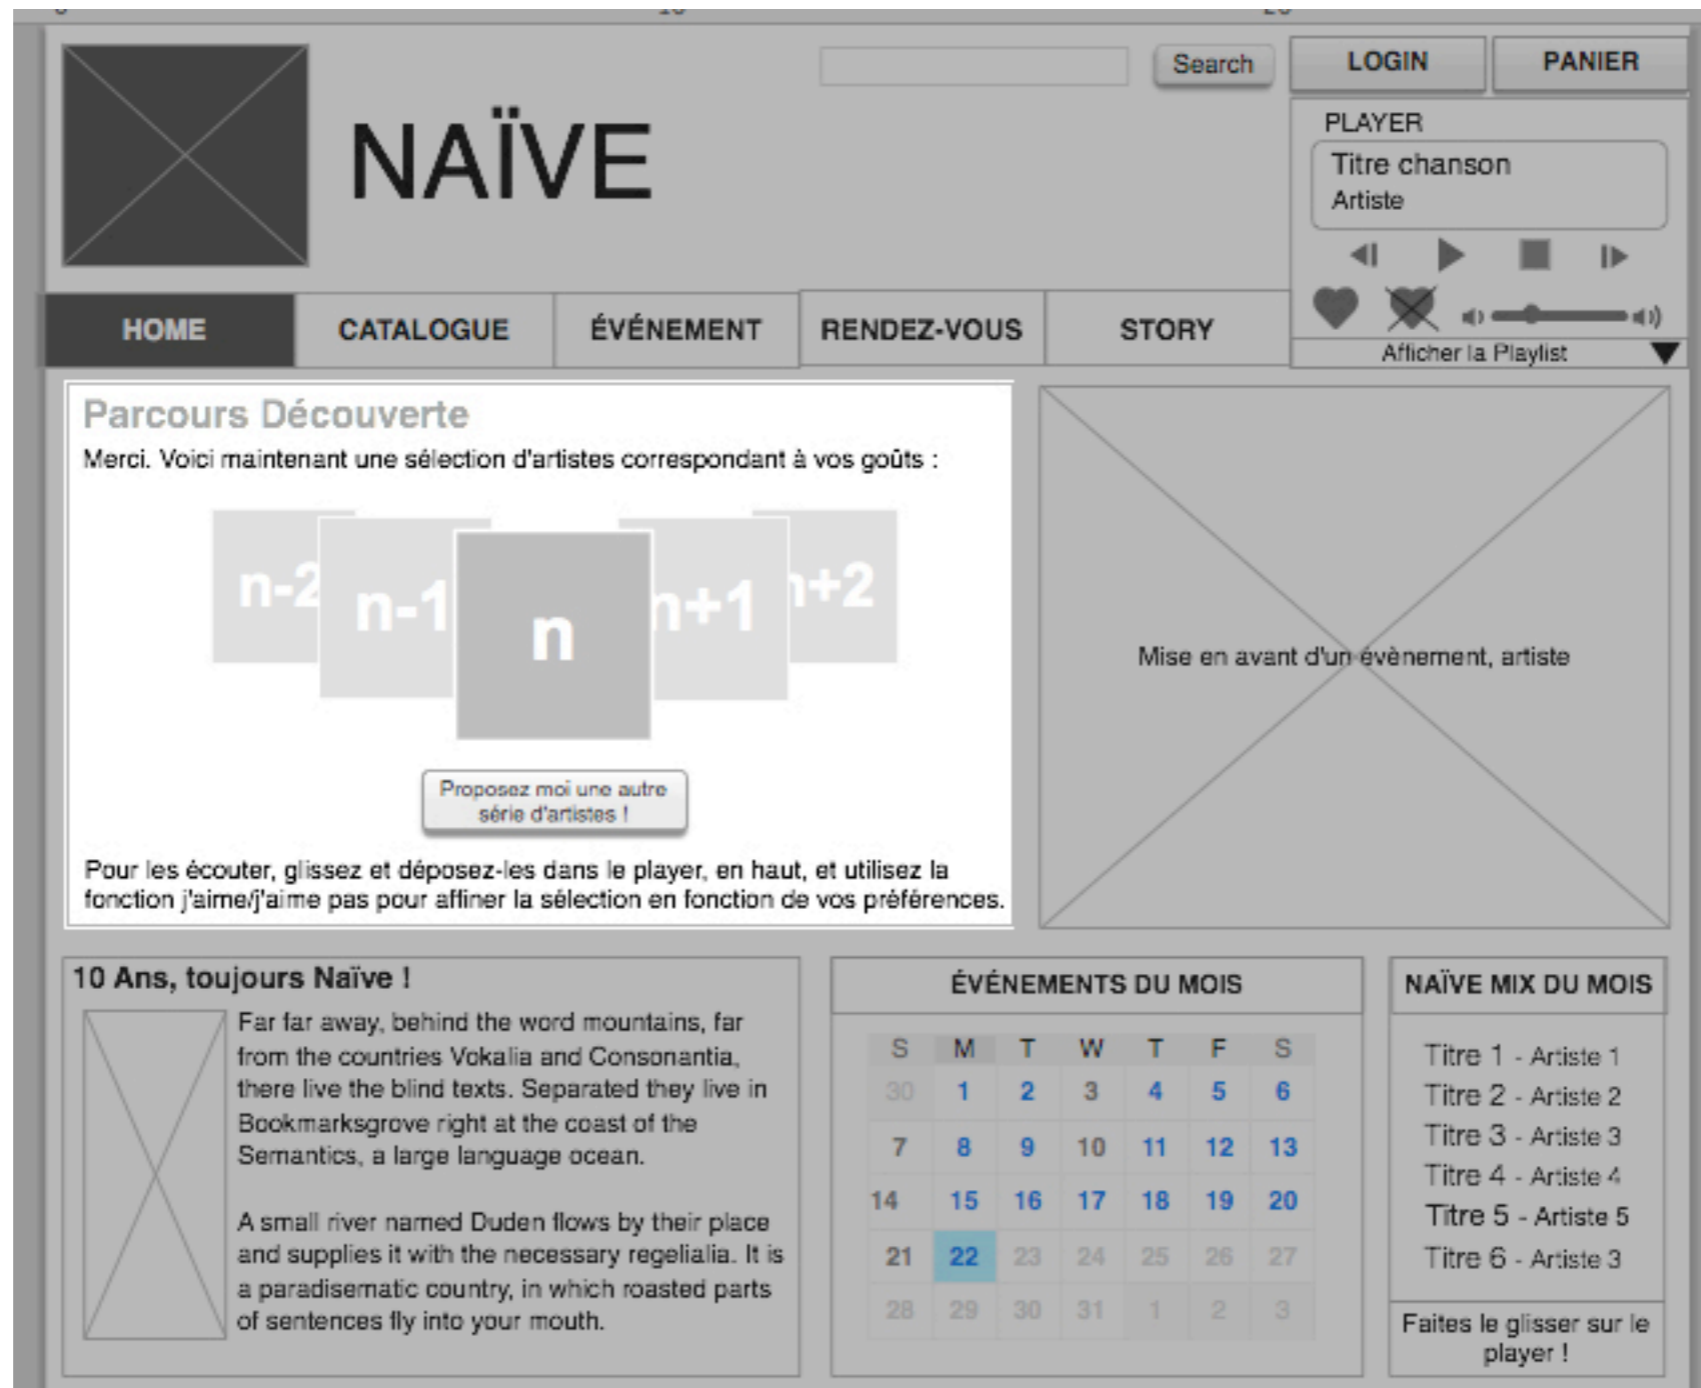 Search
LOGIN
PANIER
NAÏVE
PLAYER
Titre chanson
Artiste
Afficher la Playlist
HOME
CATALOGUE
ÉVÉNEMENT
RENDEZ-VOUS
STORY
Parcours Découverte
Merci. Voici maintenant une sélection d'artistes correspondant à vos goûts :
n-2
n-1
n
n+1
n+2
Proposez moi une autre
série d'artistes !
Pour les écouter, glissez et déposez-les dans le player, en haut, et utilisez la
fonction j'aime/j'aime pas pour affiner la sélection en fonction de vos préférences.
Mise en avant d'un évènement, artiste
10 Ans, toujours Naïve !
Far far away, behind the word mountains, far
from the countries Vokalia and Consonantia,
there live the blind texts. Separated they live in
Bookmarksgrove right at the coast of the
Semantics, a large language ocean.
A small river named Duden flows by their place
and supplies it with the necessary regelialia. It is
a paradisematic country, in which roasted parts
of sentences fly into your mouth.
ÉVÉNEMENTS DU MOIS
S M T W T F S
30 1 2 3 4 5 6
7 8 9 10 11 12 13
14 15 16 17 18 19 20
21 22 23 24 25 26 27
28 29 30 31 1 2 3
NAÏVE MIX DU MOIS
Titre 1 - Artiste 1
Titre 2 - Artiste 2
Titre 3 - Artiste 3
Titre 4 - Artiste 4
Titre 5 - Artiste 5
Titre 6 - Artiste 3
Faites le glisser sur le
player !